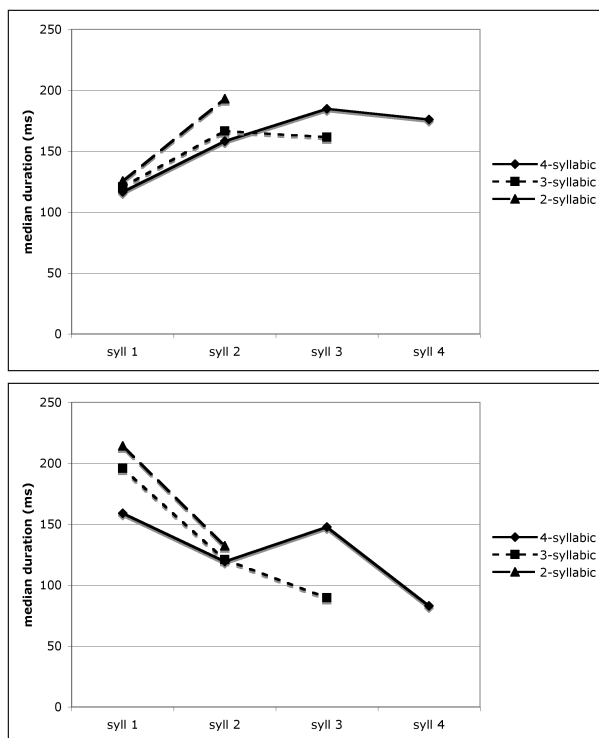 250
200
150
100
50
0
median duration (ms)
syll 1 syll 2 syll 3 syll 4
4-syllabic
3-syllabic
2-syllabic
250
200
150
100
50
0
median duration (ms)
syll 1 syll 2 syll 3 syll 4
4-syllabic
3-syllabic
2-syllabic